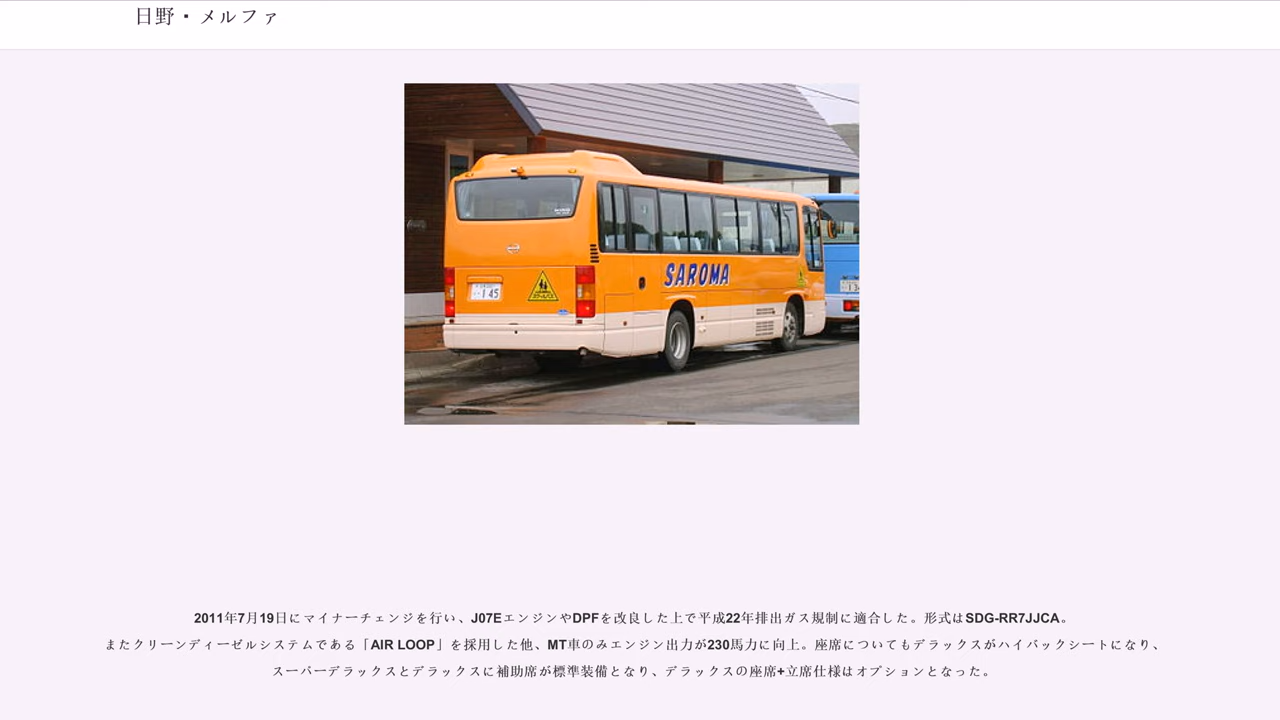 日野・メルファ
SAROMA
145
スクールバス
2011年7月19日にマイナーチェンジを行い、J07EエンジンやDPFを改良した上で平成22年排出ガス規制に適合した。形式はSDG-RR7JJCA。
またクリーンディーゼルシステムである「AIR LOOP」を採用した他、MT車のみエンジン出力が230馬力に向上。座席についてもデラックスがハイバックシートになり、
スーパーデラックスとデラックスに補助席が標準装備となり、デラックスの座席+立席仕様はオプションとなった。